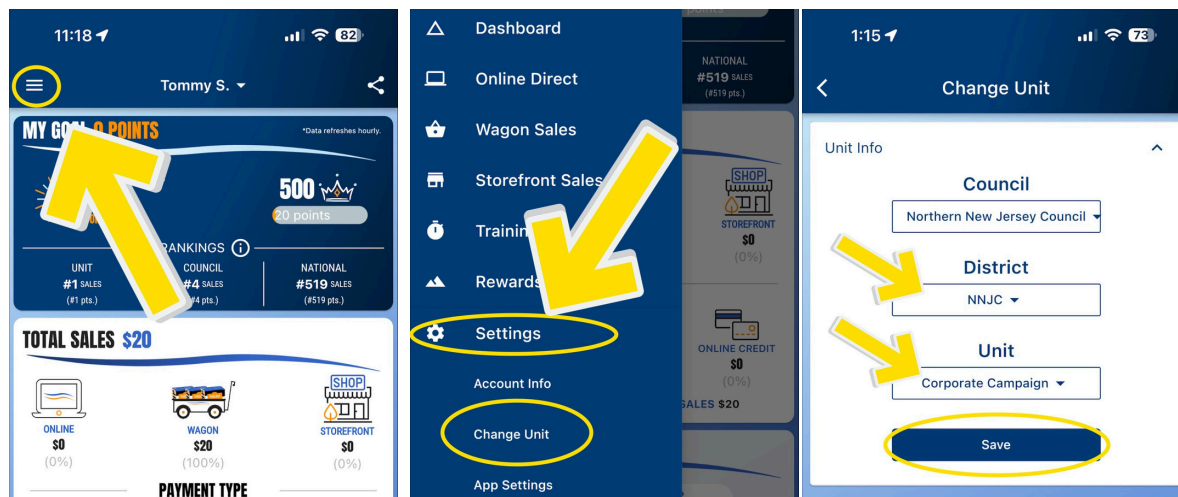 11:18
82
Tommy S.
MY GOAL 0 POINTS
*Data refreshes hourly.
500
20 points
RANKINGS
UNIT
#1 SALES
(#1 pts.)
COUNCIL
#4 SALES
(#4 pts.)
NATIONAL
#519 SALES
(#519 pts.)
TOTAL SALES $20
SHOP
ONLINE
$0
(0%)
WAGON
$20
(100%)
STOREFRONT
$0
(0%)
PAYMENT TYPE
Dashboard
Online Direct
Wagon Sales
Storefront Sales
Training
Rewards
Settings
Account Info
Change Unit
App Settings
points
NATIONAL
#519 SALES
(#519 pts.)
SHOP
STOREFRONT
$0
(0%)
ONLINE CREDIT
$0
(0%)
SALES $20
1:15
73
Change Unit
Unit Info
Council
Northern New Jersey Council
District
NNJC
Unit
Corporate Campaign
Save